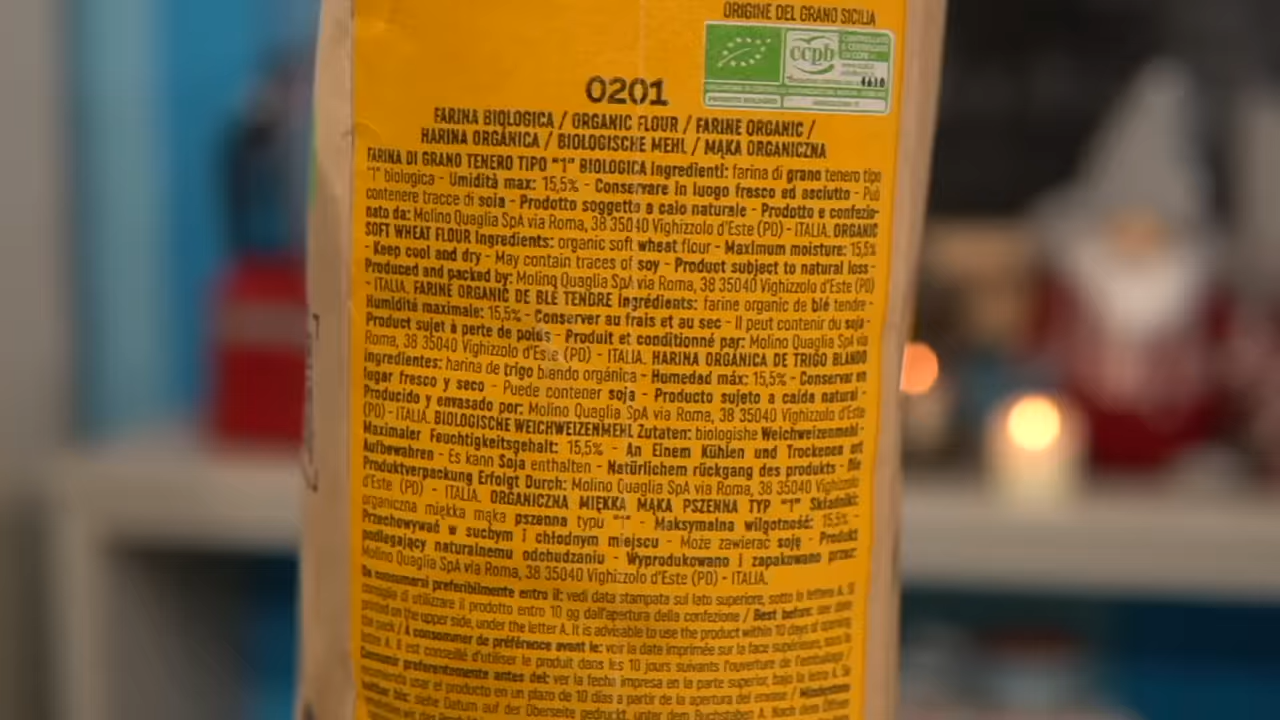 ORIGINE DEL GRANO SICILIA
ccpb
4610
0201
FARINA BIOLOGICA / ORGANIC FLOUR / FARINE ORGANIC /
HARINA ORGÁNICA / BIOLOGISCHE MEHL / MĄKA ORGANICZNA
FARINA DI GRANO TENERO TIPO "1" BIOLOGICA Ingredienti: farina di grano tenero tipo
"1" biologica - Umidità max: 15,5% - Conservare in luogo fresco ed asciutto - Può
contenere tracce di soia - Prodotto soggetto a calo naturale - Prodotto e confezio-
nato da: Molino Quaglia SpA via Roma, 38 35040 Vighizzolo d'Este (PD) - ITALIA. ORGANIC
SOFT WHEAT FLOUR Ingredients: organic soft wheat flour - Maximum moisture: 15,5%
- Keep cool and dry - May contain traces of soy - Product subject to natural loss-
Produced and packed by: Molino Quaglia SpA via Roma, 38 35040 Vighizzolo d'Este (PD)
- ITALIA. FARINE ORGANIC DE BLÉ TENDRE Ingrédients: farine organic de blé tendre -
Humidité maximale: 15,5% - Conserver au frais et au sec - Il peut contenir du soja -
Product sujet à perte de poids - Produit et conditionné par: Molino Quaglia SpA via
Roma, 38 35040 Vighizzolo d'Este (PD) - ITALIA. HARINA ORGÁNICA DE TRIGO BLANDO
Ingredientes: harina de trigo blando orgánica - Humedad máx: 15,5% - Conservar en
lugar fresco y seco - Puede contener soja - Producto sujeto a caída natural -
Producido y envasado por: Molino Quaglia SpA via Roma, 38 35040 Vighizzolo d'Este
(PD) - ITALIA. BIOLOGISCHE WEICHWEIZENMEHL Zutaten: biologishe Weichweizenmehl-
Maximaler Feuchtigkeitsgehalt: 15,5% - An Einem Kühlen und Trockenen ort
Aufbewahren - Es kann Soja enthalten - Natürlichem rückgang des produkts - Die
Produktverpackung Erfolgt Durch: Molino Quaglia SpA via Roma, 38 35040 Vighizzolo
d'Este (PD) - ITALIA. ORGANICZNA MIĘKKA MĄKA PSZENNA TYP "1" Składniki:
organiczna miękka mąka pszenna typu "1" - Maksymalna wilgotność: 15,5% -
Przechowywać w suchym i chłodnym miejscu - Może zawierać soję - Produkt
podlegający naturalnemu odchudzaniu - Wyprodukowano i zapakowano przez:
Molino Quaglia SpA via Roma, 38 35040 Vighizzolo d'Este (PD) - ITALIA.
Da consumarsi preferibilmente entro il: vedi data stampata sul lato superiore, sotto la lettera A. Si
consiglia di utilizzare il prodotto entro 10 gg dall'apertura della confezione / Best before: see date
printed on the upper side, under the letter A. It is advisable to use the product within 10 days of opening
the pack / À consommer de préférence avant le: voir la date imprimée sur la face supérieure, sous la
lettre A. Il est conseillé d'utiliser le produit dans les 10 jours suivants l'ouverture de l'emballage /
Consumir preferentemente antes del: ver la fecha impresa en la parte superior, bajo la letra A. Se
recomienda usar el producto en un plazo de 10 días a partir de la apertura del envase / Mindestens
haltbar bis: siehe Datum auf der Oberseite gedruckt, unter dem Buchstaben A. Nach dem Öffnen